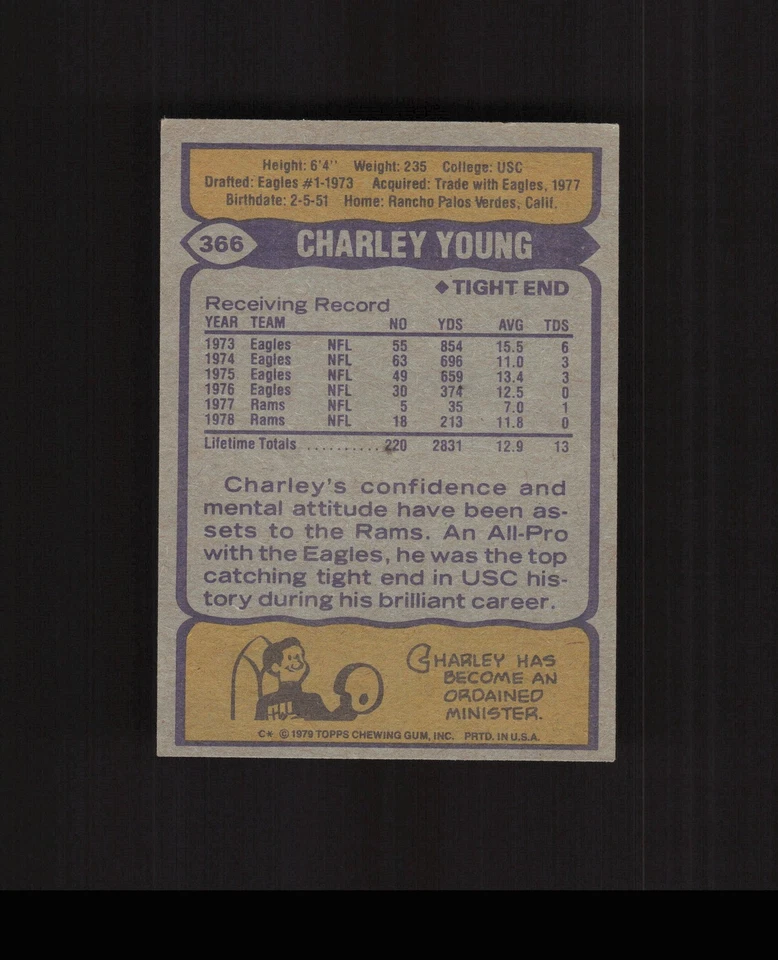 Height: 6'4'' Weight: 235 College: USC
Drafted: Eagles #1-1973 Acquired: Trade with Eagles, 1977
Birthdate: 2-5-51 Home: Rancho Palos Verdes, Calif.
366 CHARLEY YOUNG
◆TIGHT END
Receiving Record
YEAR TEAM NO YDS AVG TDS
1973 Eagles NFL 55 854 15.5 6
1974 Eagles NFL 63 696 11.0 3
1975 Eagles NFL 49 659 13.4 3
1976 Eagles NFL 30 374 12.5 0
1977 Rams NFL 5 35 7.0 1
1978 Rams NFL 18 213 11.8 0
Lifetime Totals .......... 220 2831 12.9 13
Charley's confidence and
mental attitude have been as-
sets to the Rams. An All-Pro
with the Eagles, he was the top
catching tight end in USC his-
tory during his brilliant career.
CHARLEY HAS
BECOME AN
ORDAINED
MINISTER.
C* © 1979 TOPPS CHEWING GUM, INC. PRTD. IN U.S.A.